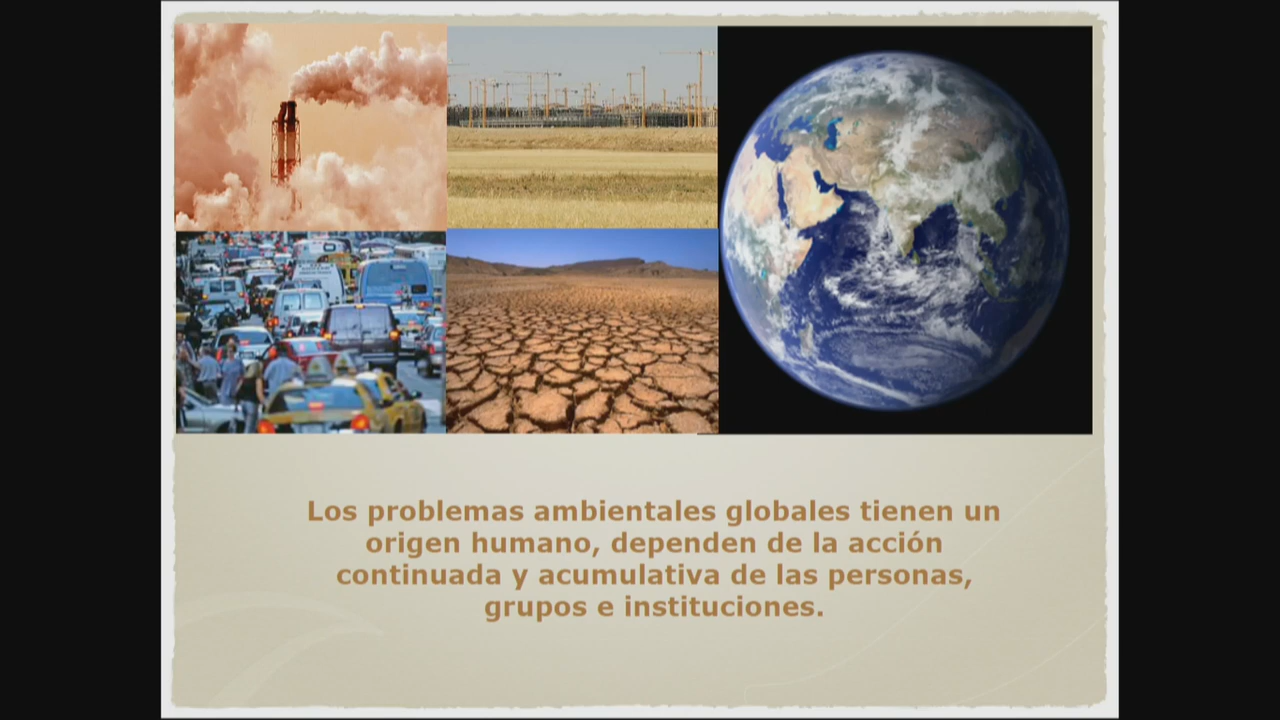 Los problemas ambientales globales tienen un
origen humano, dependen de la acción
continuada y acumulativa de las personas,
grupos e instituciones.